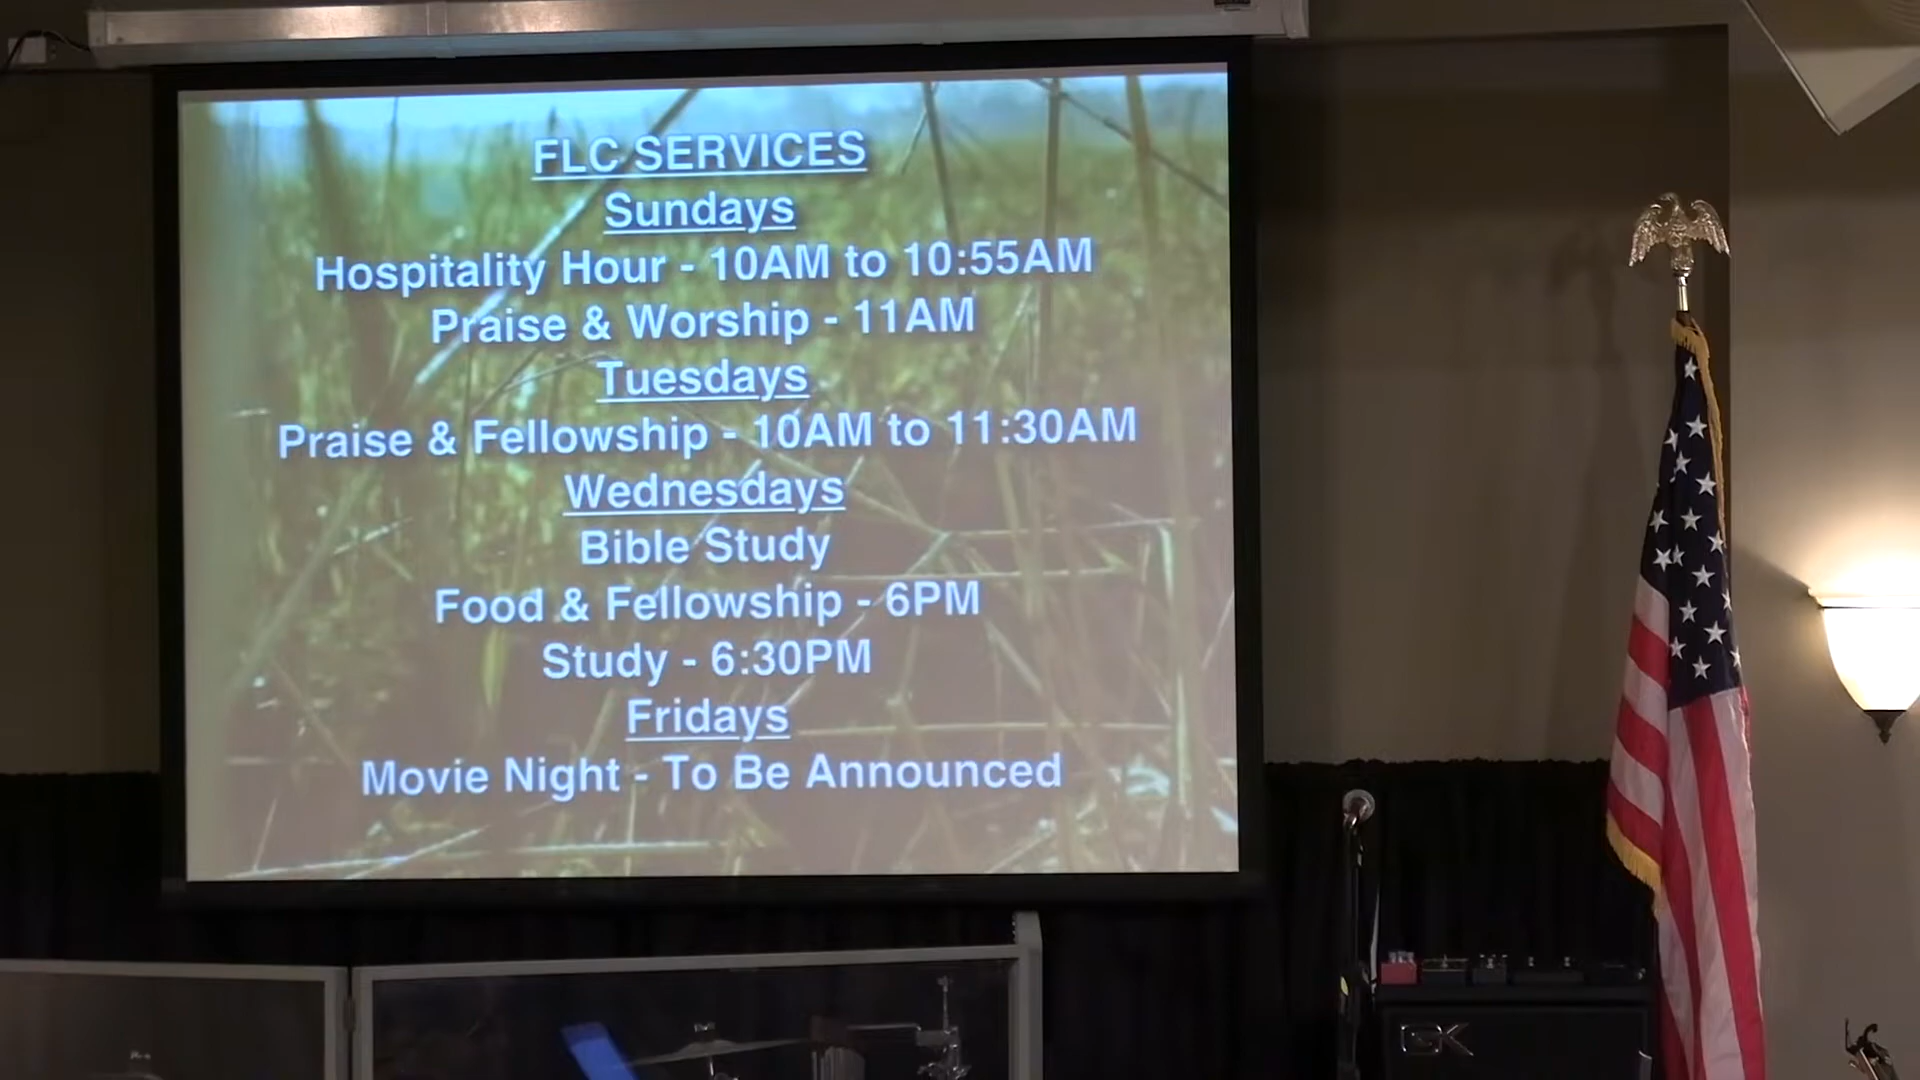 FLC SERVICES
Sundays
Hospitality Hour - 10AM to 10:55AM
Praise & Worship - 11AM
Tuesdays
Praise & Fellowship - 10AM to 11:30AM
Wednesdays
Bible Study
Food & Fellowship - 6PM
Study - 6:30PM
Fridays
Movie Night - To Be Announced
GK